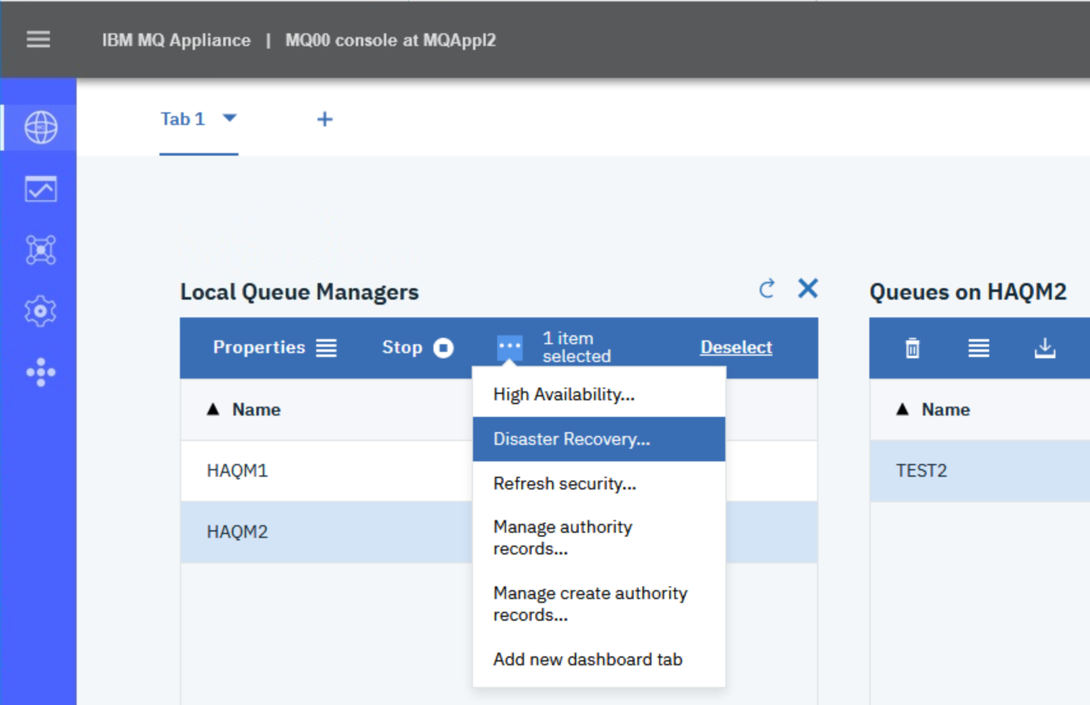 IBM MQ Appliance | MQ00 console at MQAppl2
Tab 1
Local Queue Managers
Properties
Stop
1 item
selected
Deselect
High Availability...
Disaster Recovery...
Refresh security...
Manage authority
records...
Manage create authority
records...
Add new dashboard tab
Name
HAQM1
HAQM2
Queues on HAQM2
Name
TEST2